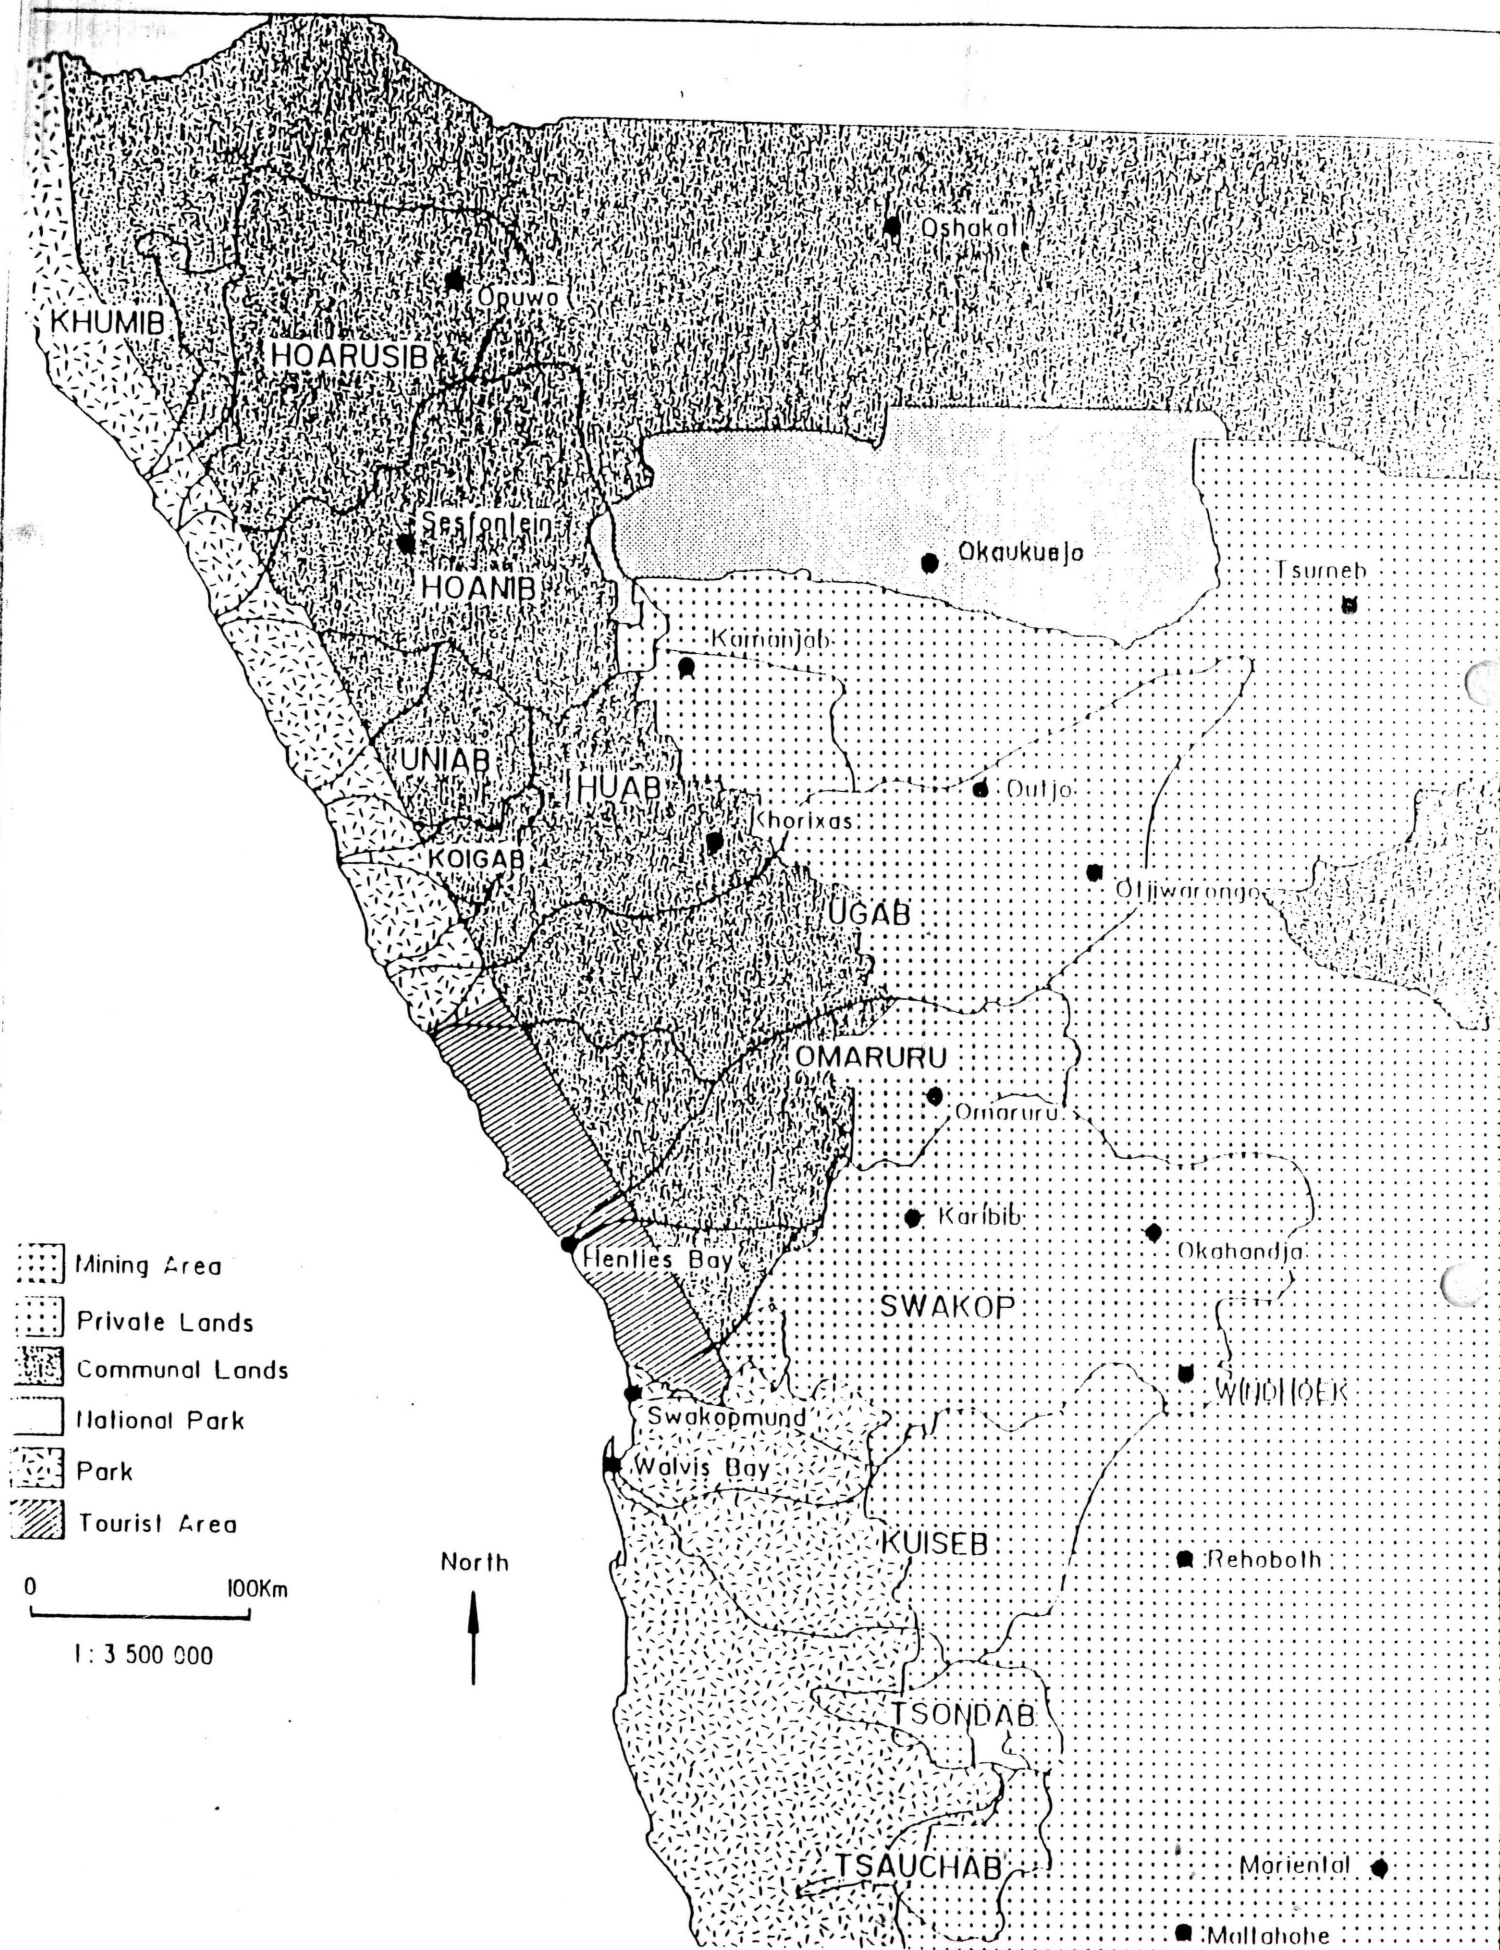 Oshakati
Opuwo
KHUMIB
HOARUSIB
Sesfontein
Okaukuejo
Tsumeb
HOANIB
Kamanjab
UNIAB
HUAB
Outjo
Khorixas
KOIGAB
Otjiwarongo
UGAB
OMARURU
Omaruru
Karibib
Okahandja
Henties Bay
Mining Area
SWAKOP
Private Lands
Communal Lands
WINDHOEK
National Park
Swakopmund
Park
Walvis Bay
Tourist Area
KUISEB
North
Rehoboth
0 100Km
1 : 3 500 000
TSONDAB
TSAUCHAB
Mariental
Maltahohe